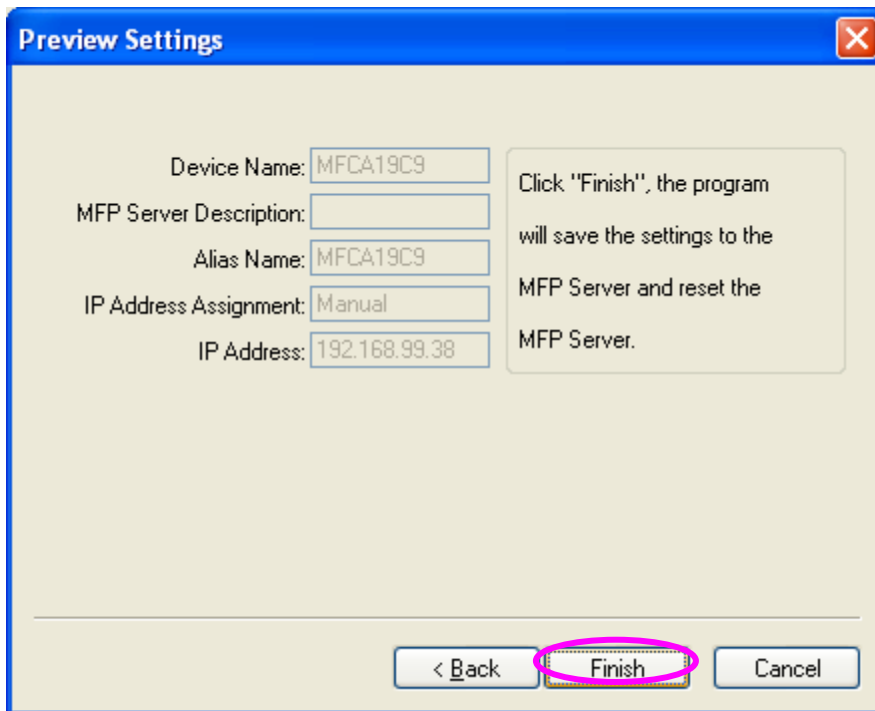 Preview Settings
Device Name: MFCA19C9
MFP Server Description:
Alias Name: MFCA19C9
IP Address Assignment: Manual
IP Address: 192.168.99.38
Click "Finish", the program
will save the settings to the
MFP Server and reset the
MFP Server.
< Back
Finish
Cancel